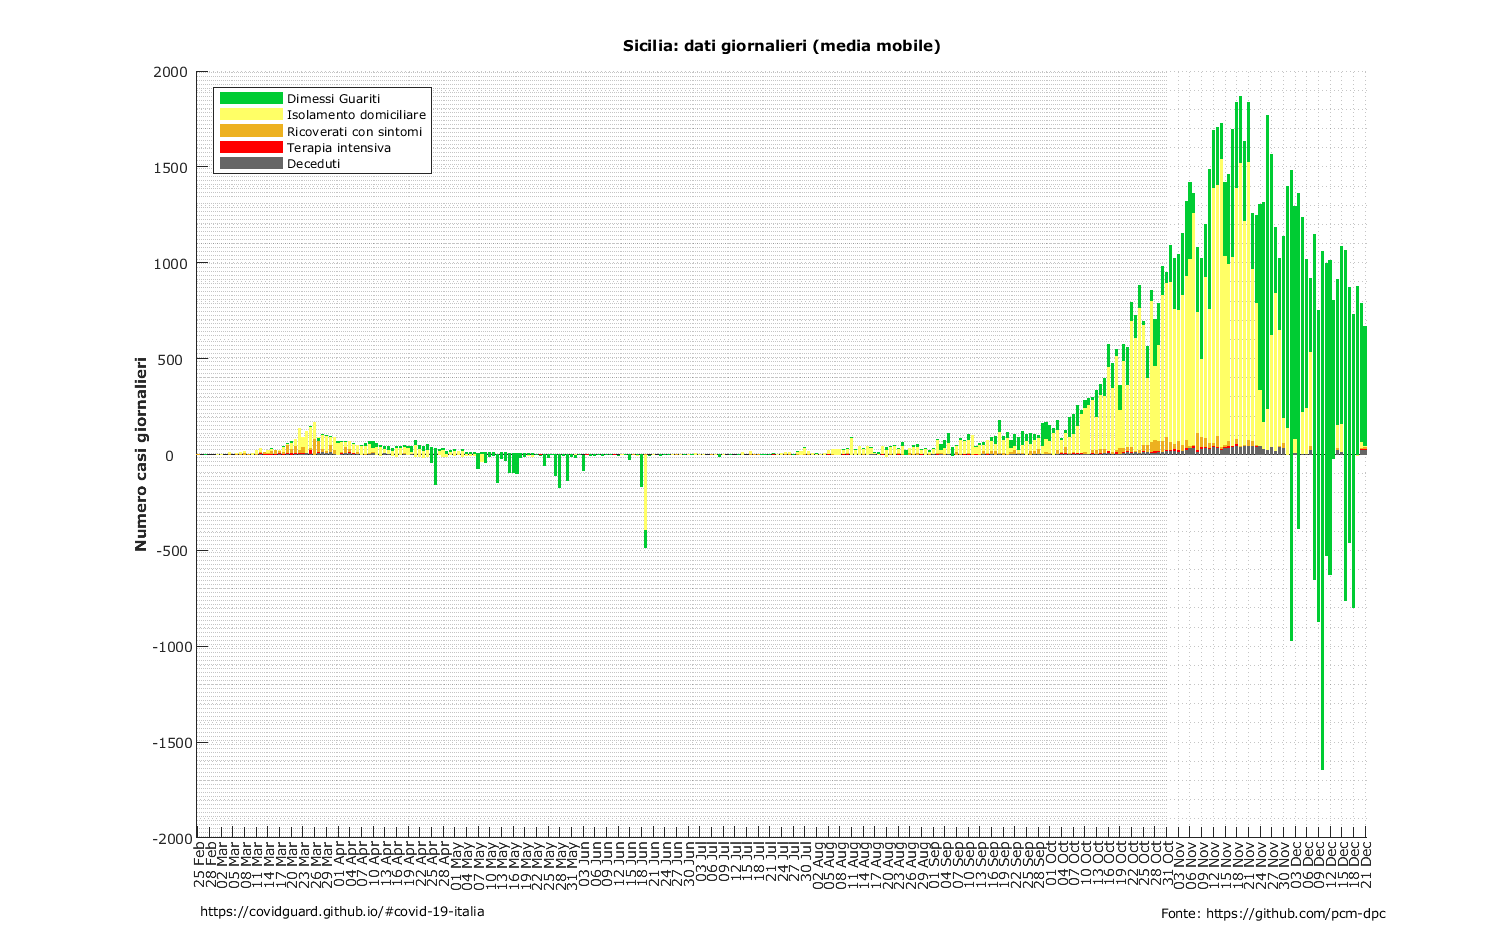 Sicilia: dati giornalieri (media mobile)
Dimessi Guariti
Isolamento domiciliare
Ricoverati con sintomi
Terapia intensiva
Deceduti
Numero casi giornalieri
2000
1500
1000
500
0
-500
-1000
-1500
-2000
25 Feb
28 Feb
02 Mar
05 Mar
08 Mar
11 Mar
14 Mar
17 Mar
20 Mar
23 Mar
26 Mar
29 Mar
01 Apr
04 Apr
07 Apr
10 Apr
13 Apr
16 Apr
19 Apr
22 Apr
25 Apr
28 Apr
01 May
04 May
07 May
10 May
13 May
16 May
19 May
22 May
25 May
28 May
31 May
03 Jun
06 Jun
09 Jun
12 Jun
15 Jun
18 Jun
21 Jun
24 Jun
27 Jun
30 Jun
03 Jul
06 Jul
09 Jul
12 Jul
15 Jul
18 Jul
21 Jul
24 Jul
27 Jul
30 Jul
02 Aug
05 Aug
08 Aug
11 Aug
14 Aug
17 Aug
20 Aug
23 Aug
26 Aug
29 Aug
01 Sep
04 Sep
07 Sep
10 Sep
13 Sep
16 Sep
19 Sep
22 Sep
25 Sep
28 Sep
01 Oct
04 Oct
07 Oct
10 Oct
13 Oct
16 Oct
19 Oct
22 Oct
25 Oct
28 Oct
31 Oct
03 Nov
06 Nov
09 Nov
12 Nov
15 Nov
18 Nov
21 Nov
24 Nov
27 Nov
30 Nov
03 Dec
06 Dec
09 Dec
12 Dec
15 Dec
18 Dec
21 Dec
https://covidguard.github.io/#covid-19-italia
Fonte: https://github.com/pcm-dpc